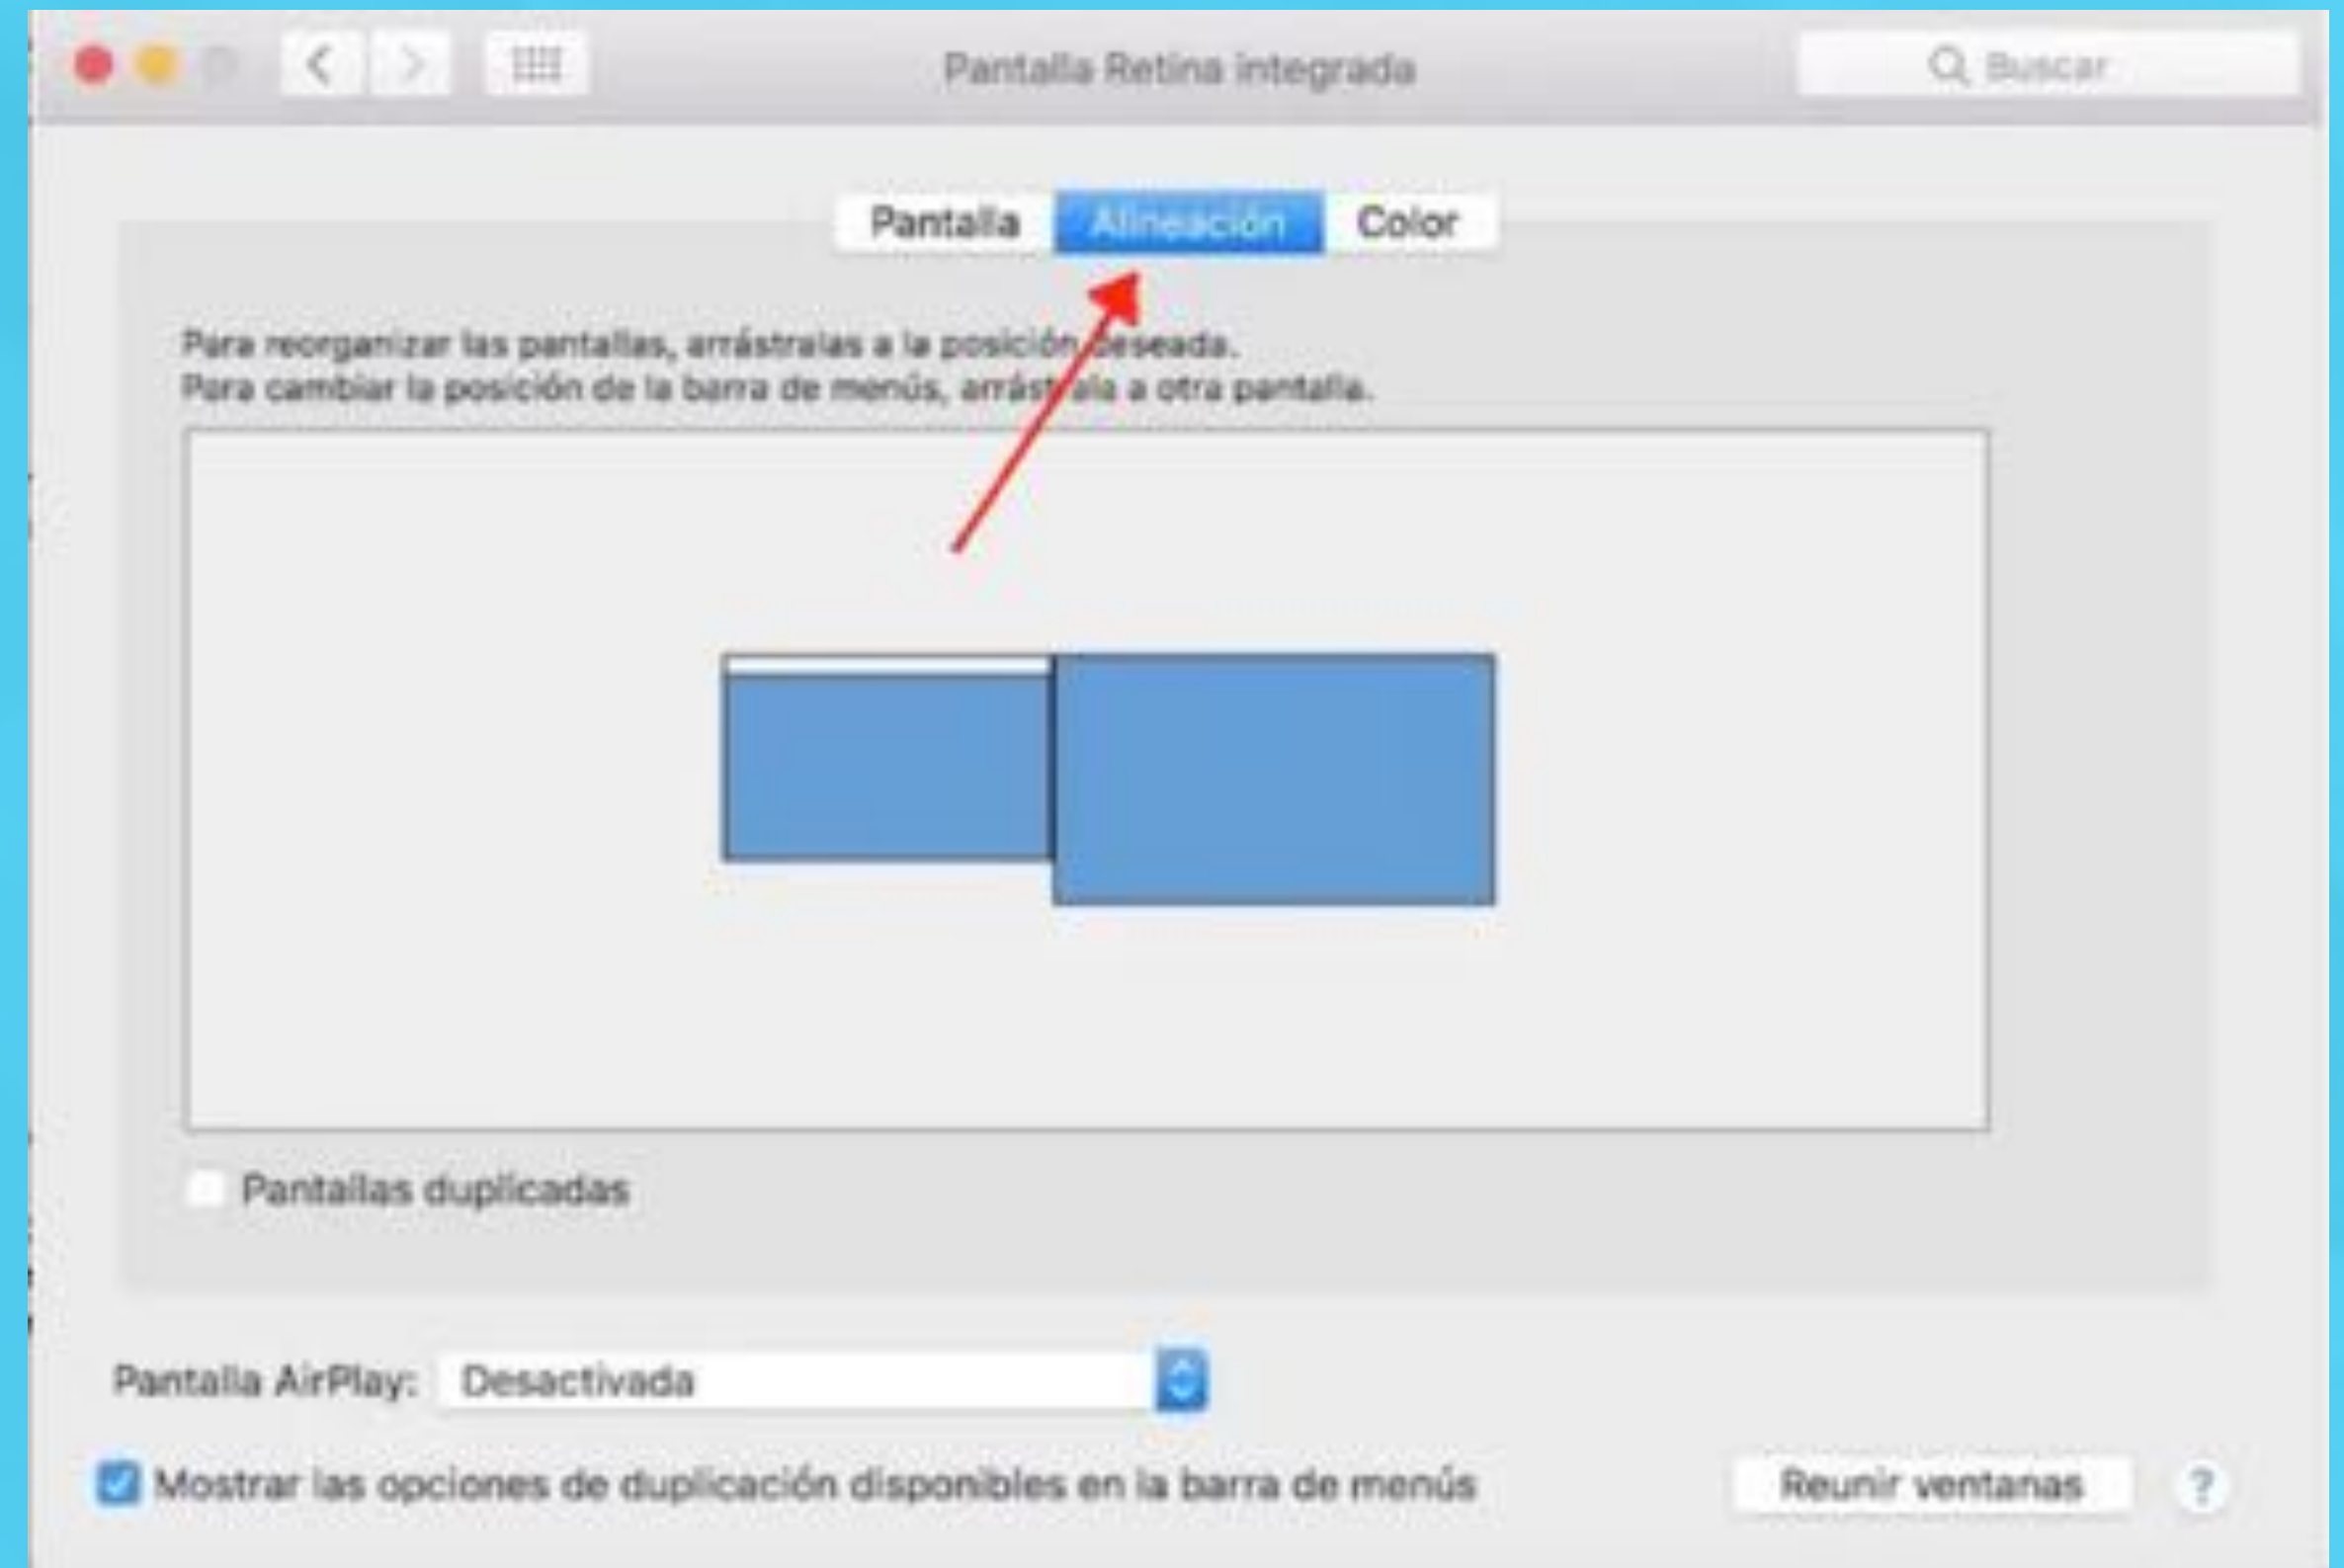 Pantalla Retina integrada
Buscar
Pantalla Alineación Color
Para reorganizar las pantallas, arrástralas a la posición deseada.
Para cambiar la posición de la barra de menús, arrástrala a otra pantalla.
Pantallas duplicadas
Pantalla AirPlay: Desactivada
Mostrar las opciones de duplicación disponibles en la barra de menús
Reunir ventanas ?